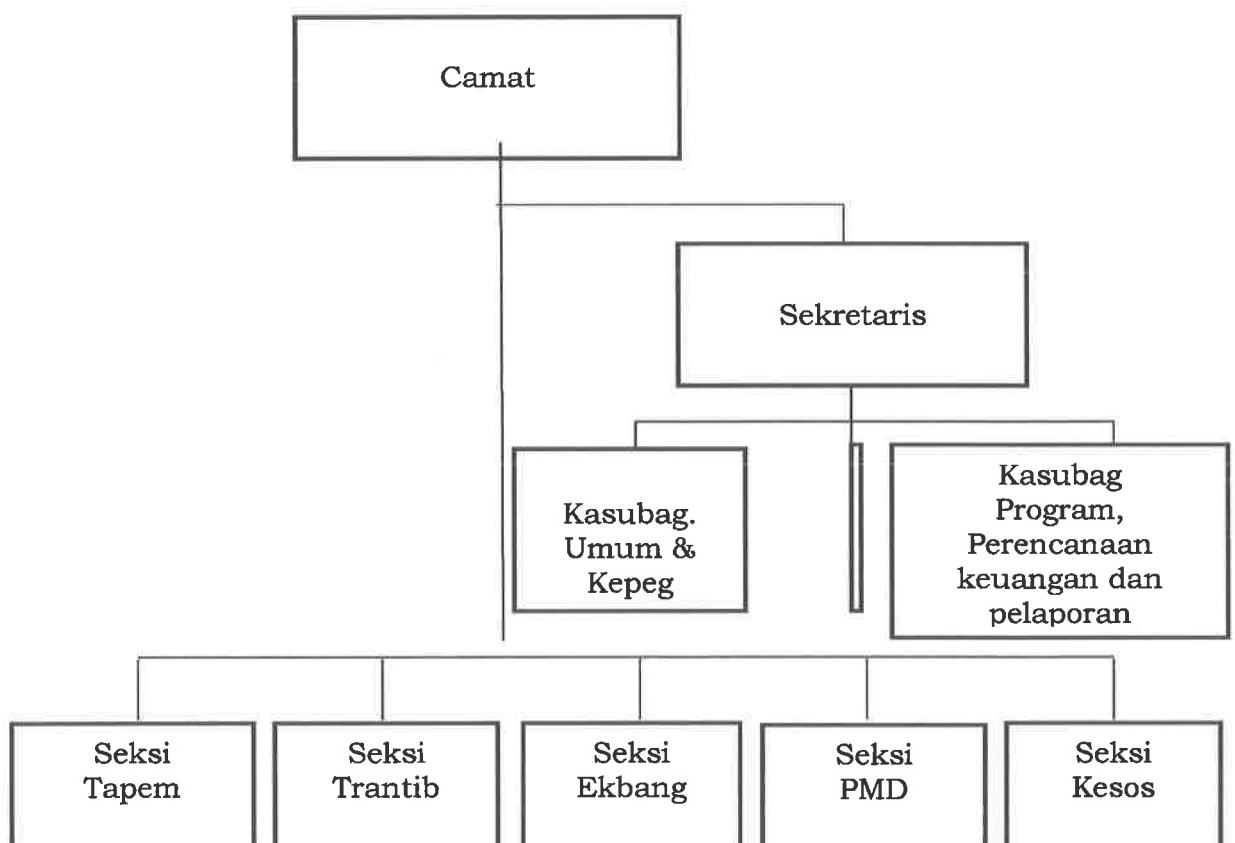 Camat
Sekretaris
Kasubag.
Umum &
Kepeg
Kasubag
Program,
Perencanaan
keuangan dan
pelaporan
Seksi
Tapem
Seksi
Trantib
Seksi
Ekbang
Seksi
PMD
Seksi
Kesos